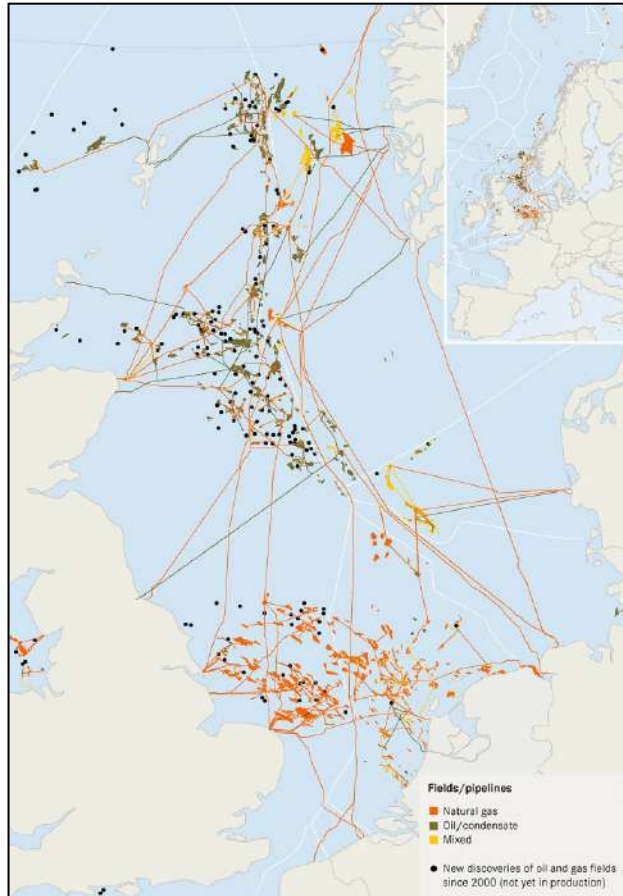 Fields/pipelines
Natural gas
Oil/condensate
Mixed
New discoveries of oil and gas fields
since 2000 (not yet in production)